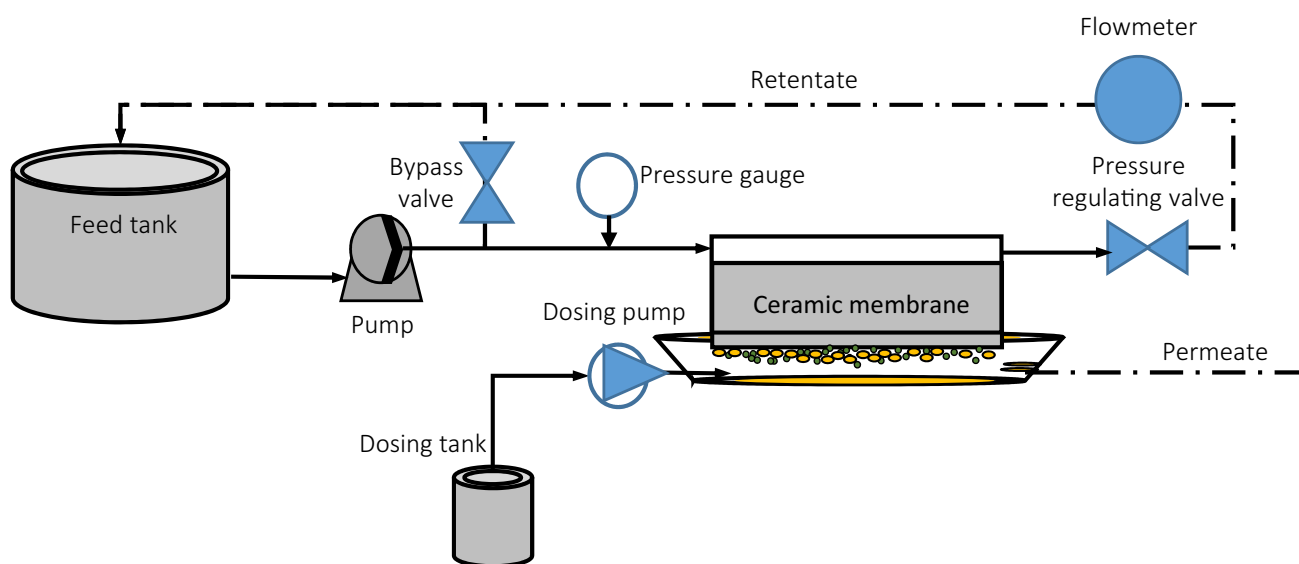 Flowmeter
Retentate
Bypass
valve
Pressure gauge
Pressure
regulating valve
Feed tank
Pump
Dosing pump
Ceramic membrane
Permeate
Dosing tank